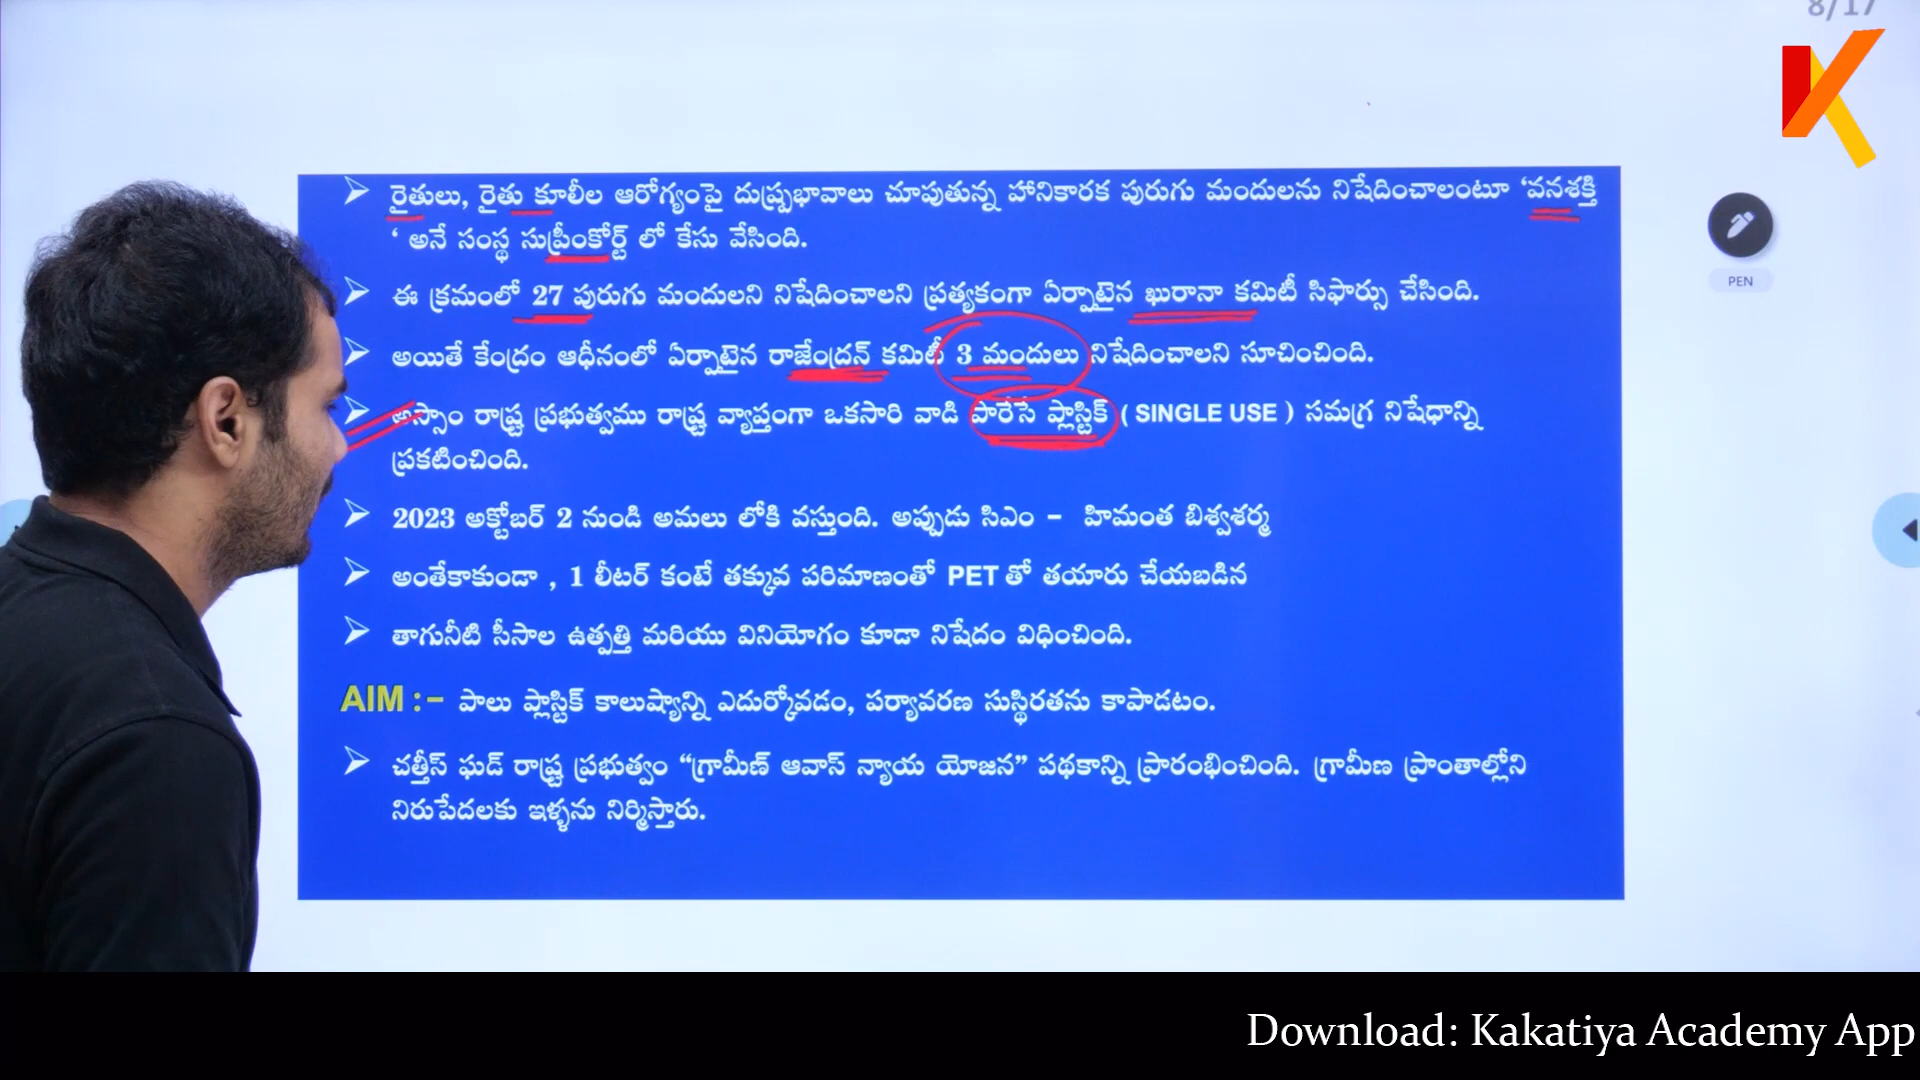 8/17
రైతులు, రైతు కూలీల ఆరోగ్యంపై దుష్ప్రభావాలు చూపుతున్న హానికారక పురుగు మందులను నిషేదించాలంటూ ‘వనశక్తి
‘ అనే సంస్థ సుప్రీంకోర్ట్ లో కేసు వేసింది.
ఈ క్రమంలో 27 పురుగు మందులని నిషేదించాలని ప్రత్యకంగా ఏర్పాటైన ఖురానా కమిటీ సిఫార్సు చేసింది.
అయితే కేంద్రం ఆధీనంలో ఏర్పాటైన రాజేంద్రన్ కమిటీ 3 మందులు నిషేదించాలని సూచించింది.
అస్సాం రాష్ట్ర ప్రభుత్వము రాష్ట్ర వ్యాప్తంగా ఒకసారి వాడి పారేసే ప్లాస్టిక్ ( SINGLE USE ) సమగ్ర నిషేధాన్ని
ప్రకటించింది.
2023 అక్టోబర్ 2 నుండి అమలు లోకి వస్తుంది. అప్పుడు సిఎం – హిమంత బిశ్వశర్మ
అంతేకాకుండా , 1 లీటర్ కంటే తక్కువ పరిమాణంతో PET తో తయారు చేయబడిన
తాగునీటి సీసాల ఉత్పత్తి మరియు వినియోగం కూడా నిషేదం విధించింది.
AIM :– పాలు ప్లాస్టిక్ కాలుష్యాన్ని ఎదుర్కోవడం, పర్యావరణ సుస్థిరతను కాపాడటం.
చత్తీస్ ఘడ్ రాష్ట్ర ప్రభుత్వం “గ్రామీణ్ ఆవాస్ న్యాయ యోజన” పథకాన్ని ప్రారంభించింది. గ్రామీణ ప్రాంతాల్లోని
నిరుపేదలకు ఇళ్ళను నిర్మిస్తారు.
PEN
Download: Kakatiya Academy App